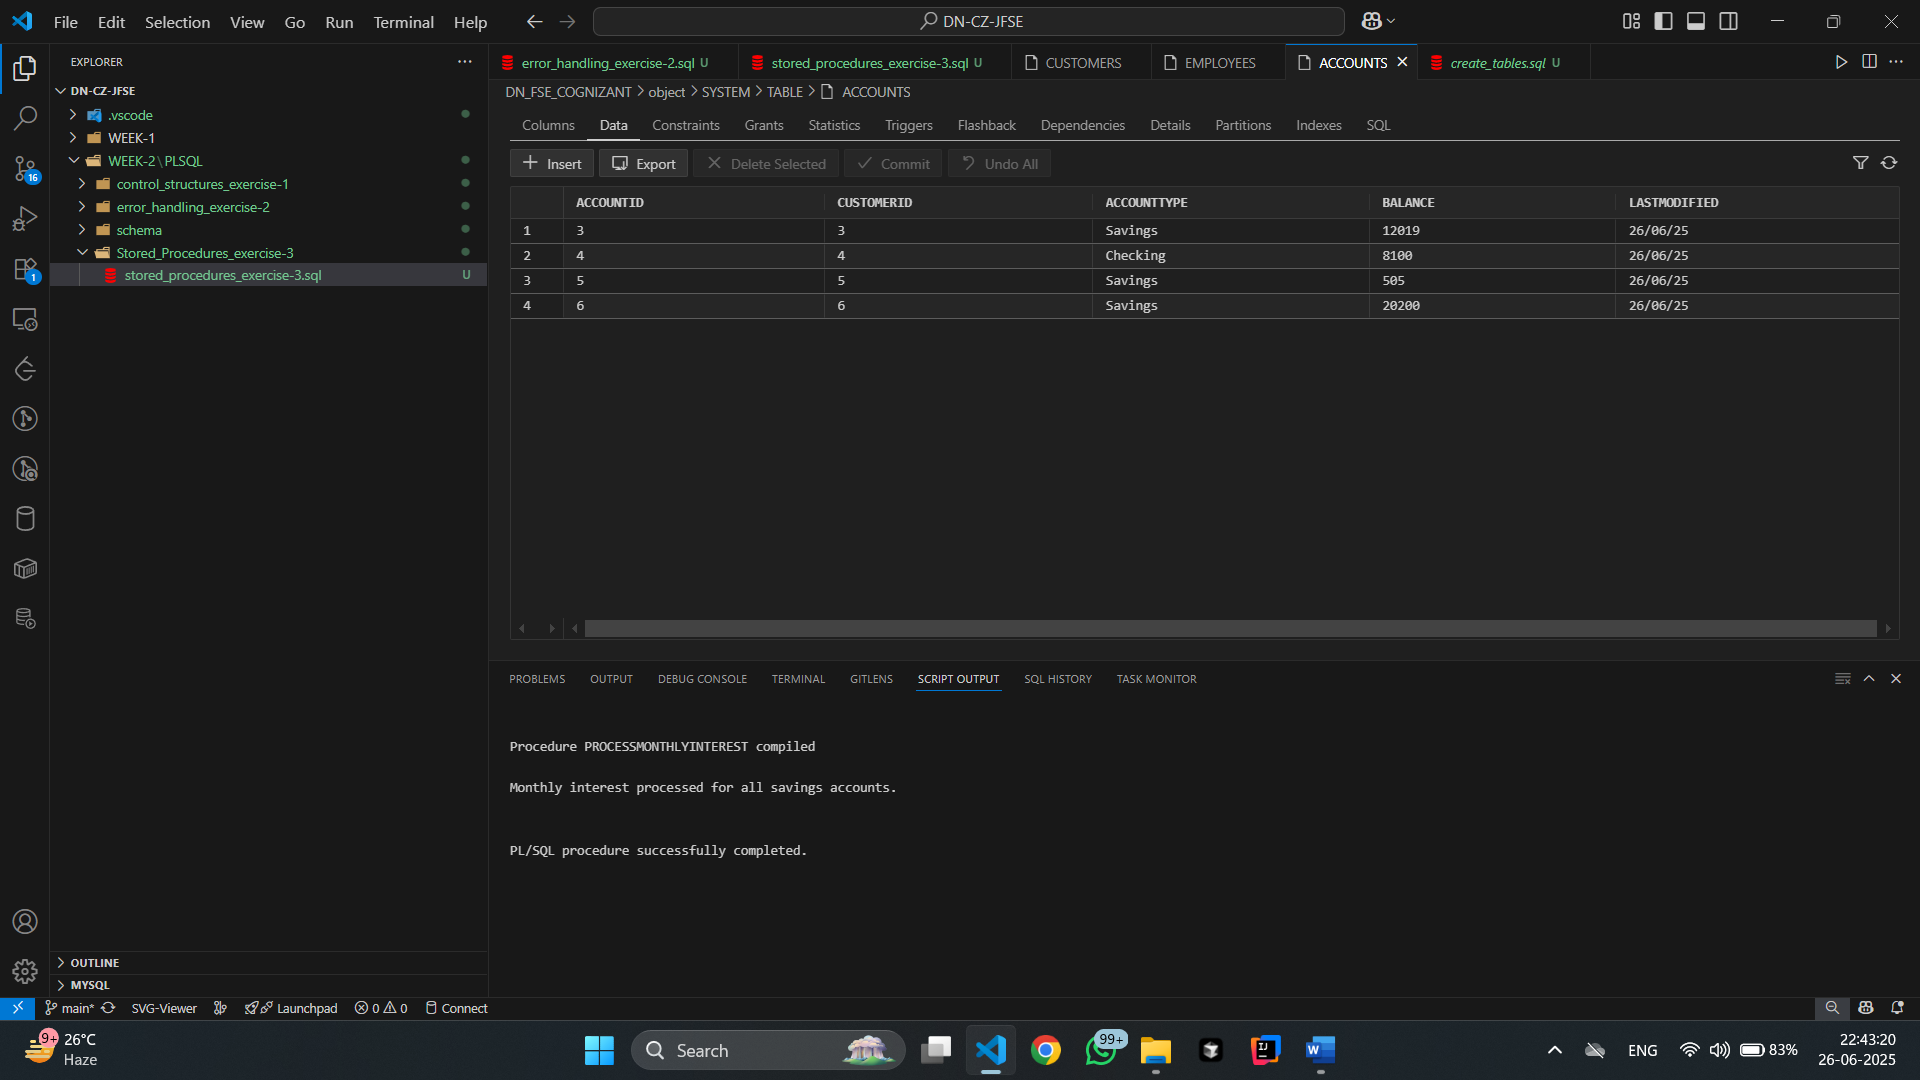 File Edit Selection View Go Run Terminal Help
DN-CZ-JFSE
EXPLORER
DN-CZ-JFSE
.vscode
WEEK-1
WEEK-2\PLSQL
control_structures_exercise-1
error_handling_exercise-2
schema
Stored_Procedures_exercise-3
stored_procedures_exercise-3.sql U
16
1
OUTLINE
MYSQL
error_handling_exercise-2.sql U stored_procedures_exercise-3.sql U CUSTOMERS EMPLOYEES ACCOUNTS create_tables.sql U
DN_FSE_COGNIZANT > object > SYSTEM > TABLE > ACCOUNTS
Columns Data Constraints Grants Statistics Triggers Flashback Dependencies Details Partitions Indexes SQL
Insert Export Delete Selected Commit Undo All
ACCOUNTID CUSTOMERID ACCOUNTTYPE BALANCE LASTMODIFIED
1 3 3 Savings 12019 26/06/25
2 4 4 Checking 8100 26/06/25
3 5 5 Savings 505 26/06/25
4 6 6 Savings 20200 26/06/25
PROBLEMS OUTPUT DEBUG CONSOLE TERMINAL GITLENS SCRIPT OUTPUT SQL HISTORY TASK MONITOR
Procedure PROCESSMONTHLYINTEREST compiled
Monthly interest processed for all savings accounts.
PL/SQL procedure successfully completed.
main* SVG-Viewer Launchpad 0 0 Connect
9+ 26°C
Haze
Search
99+
ENG
83%
22:43:20
26-06-2025